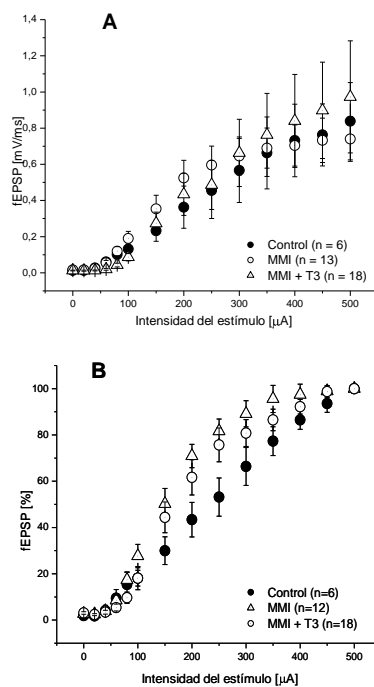 A
fEPSP [mV/ms]
1,4
1,2
1,0
0,8
0,6
0,4
0,2
0,0
Control (n = 6)
MMI (n = 13)
MMI + T3 (n = 18)
0 100 200 300 400 500
Intensidad del estímulo [µA]
B
fEPSP [%]
100
80
60
40
20
0
Control (n=6)
MMI (n=12)
MMI + T3 (n=18)
0 100 200 300 400 500
Intensidad del estímulo [µA]